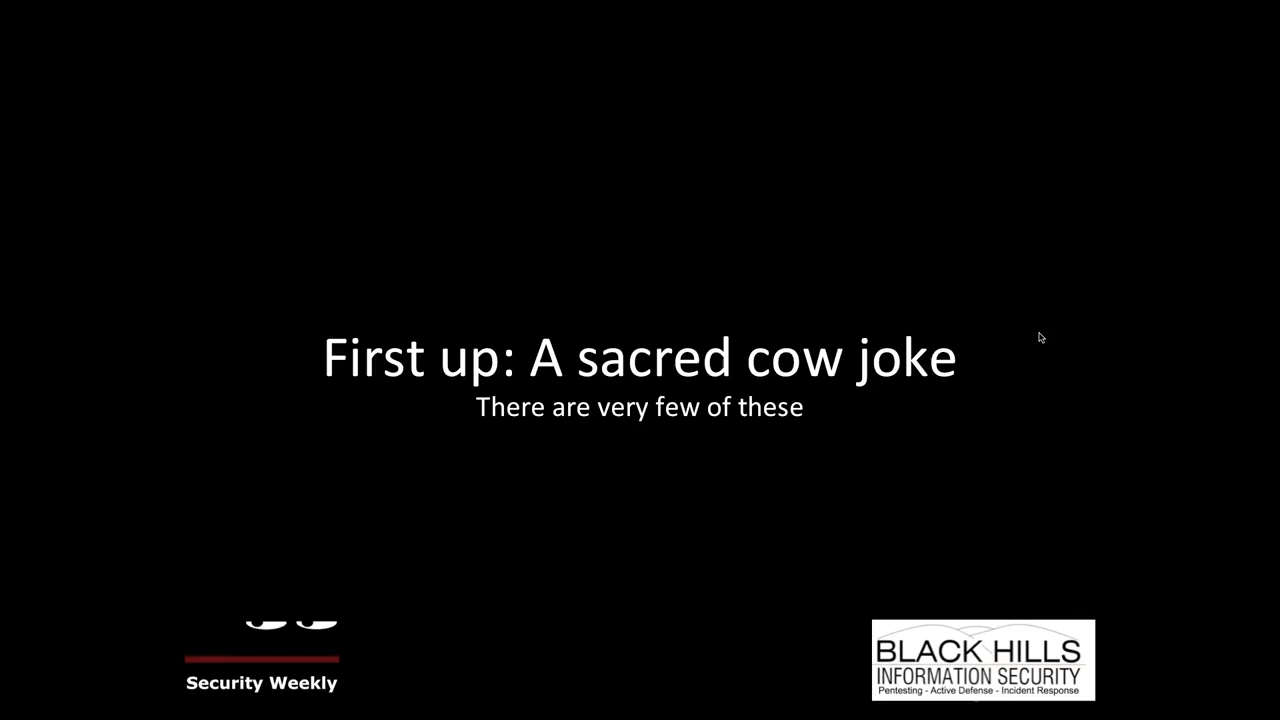 First up: A sacred cow joke
There are very few of these
Security Weekly
BLACK HILLS
INFORMATION SECURITY
Pentesting - Active Defense - Incident Response